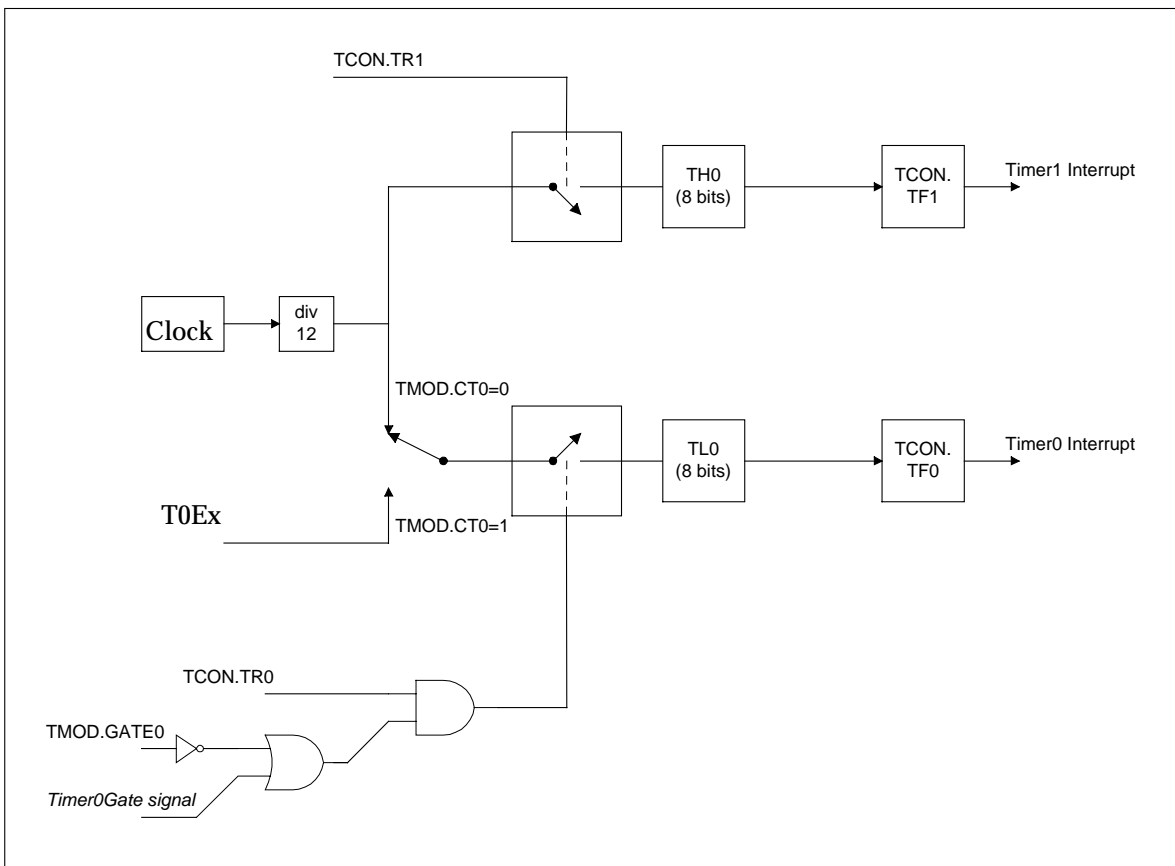 TCON.TR1
TH0
(8 bits)
TCON.
TF1
Timer1 Interrupt
Clock
div
12
TMOD.CT0=0
TL0
(8 bits)
TCON.
TF0
Timer0 Interrupt
T0Ex
TMOD.CT0=1
TCON.TR0
TMOD.GATE0
Timer0Gate signal